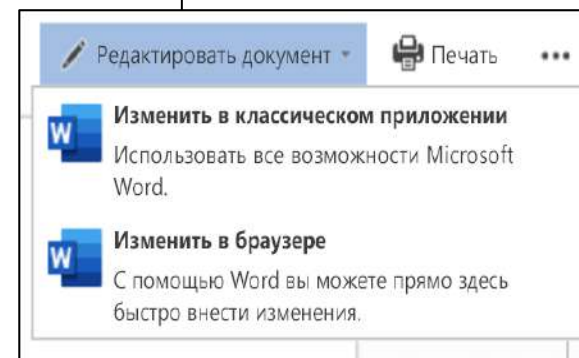 Редактировать документ Печать
Изменить в классическом приложении
Использовать все возможности Microsoft
Word.
Изменить в браузере
С помощью Word вы можете прямо здесь
быстро внести изменения.
W
W